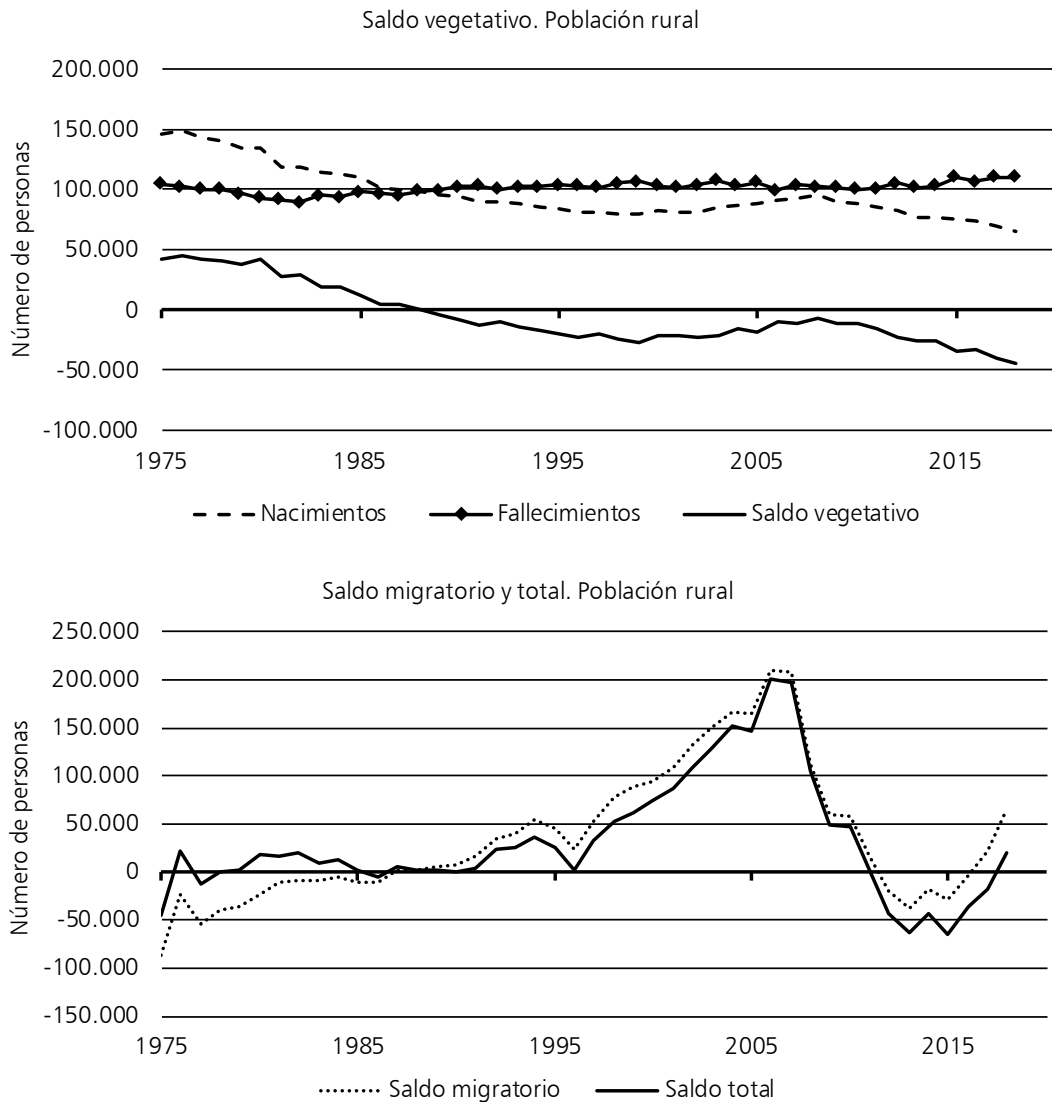 Saldo vegetativo. Población rural
200.000
150.000
100.000
50.000
0
-50.000
-100.000
Número de personas
1975 1985 1995 2005 2015
Nacimientos Fallecimientos Saldo vegetativo
Saldo migratorio y total. Población rural
250.000
200.000
150.000
100.000
50.000
0
-50.000
-100.000
-150.000
Número de personas
1975 1985 1995 2005 2015
Saldo migratorio Saldo total